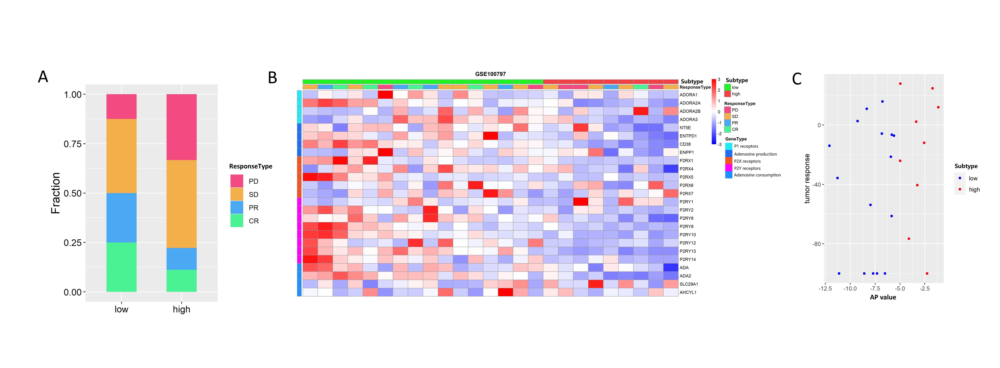 A
1.00
0.75
0.50
0.25
0.00
Fraction
low
high
ResponseType
PD
SD
PR
CR
B
GSE100797
Subtype
ResponseType
ADORA1
ADORA2A
ADORA2B
ADORA3
NT5E
ENTPD1
CD38
ENPP1
P2RX1
P2RX4
P2RX5
P2RX6
P2RX7
P2RY1
P2RY2
P2RY6
P2RY8
P2RY10
P2RY12
P2RY13
P2RY14
ADA
ADA2
SLC29A1
AHCYL1
3
2
1
0
-1
-2
-3
Subtype
low
high
ResponseType
PD
SD
PR
CR
GeneType
P1 receptors
Adenosine production
P2X receptors
P2Y receptors
Adenosine consumption
C
0
-40
-80
tumor response
-12.5
-10.0
-7.5
-5.0
-2.5
AP value
Subtype
low
high